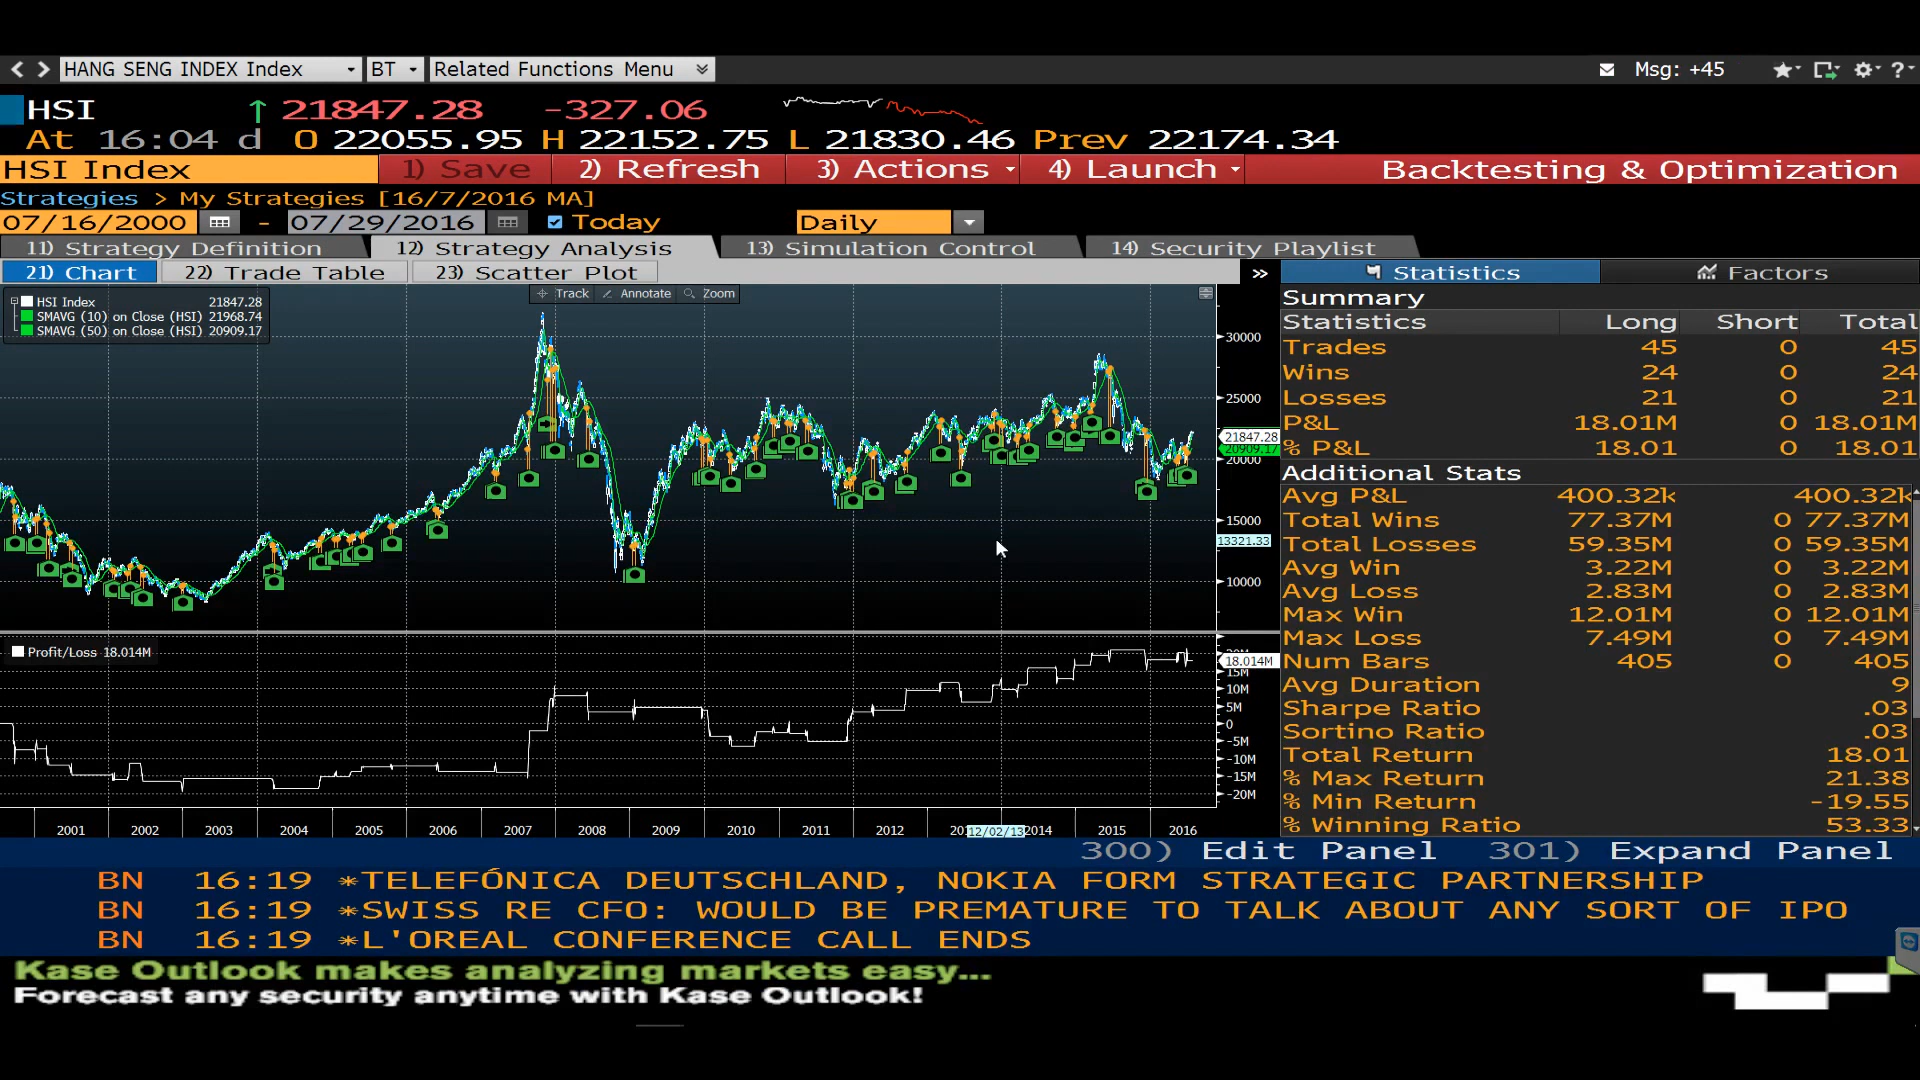 HANG SENG INDEX Index BT Related Functions Menu Msg: +45 ?
HSI ↑ 21847.28 -327.06
At 16:04 d O 22055.95 H 22152.75 L 21830.46 Prev 22174.34
HSI Index 1) Save 2) Refresh 3) Actions 4) Launch Backtesting & Optimization
Strategies > My Strategies [16/7/2016 MA]
07/16/2000 - 07/29/2016 Today Daily
11) Strategy Definition 12) Strategy Analysis 13) Simulation Control 14) Security Playlist
21) Chart 22) Trade Table 23) Scatter Plot » Statistics Factors
Track Annotate Zoom
HSI Index 21847.28
SMAVG (10) on Close (HSI) 21968.74
SMAVG (50) on Close (HSI) 20909.17
30000
25000
21847.28
20909.17
20000
15000
13321.33
10000
Profit/Loss 18.014M
20M
18.014M
15M
10M
5M
0
-5M
-10M
-15M
-20M
2001 2002 2003 2004 2005 2006 2007 2008 2009 2010 2011 2012 12/02/13 2014 2015 2016
Summary
Statistics Long Short Total
Trades 45 0 45
Wins 24 0 24
Losses 21 0 21
P&L 18.01M 0 18.01M
% P&L 18.01 0 18.01
Additional Stats
Avg P&L 400.32k 400.32k
Total Wins 77.37M 0 77.37M
Total Losses 59.35M 0 59.35M
Avg Win 3.22M 0 3.22M
Avg Loss 2.83M 0 2.83M
Max Win 12.01M 0 12.01M
Max Loss 7.49M 0 7.49M
Num Bars 405 0 405
Avg Duration 9
Sharpe Ratio .03
Sortino Ratio .03
Total Return 18.01
% Max Return 21.38
% Min Return -19.55
% Winning Ratio 53.33
300) Edit Panel 301) Expand Panel
BN 16:19 *TELEFÓNICA DEUTSCHLAND, NOKIA FORM STRATEGIC PARTNERSHIP
BN 16:19 *SWISS RE CFO: WOULD BE PREMATURE TO TALK ABOUT ANY SORT OF IPO
BN 16:19 *L'OREAL CONFERENCE CALL ENDS
Kase Outlook makes analyzing markets easy...
Forecast any security anytime with Kase Outlook!